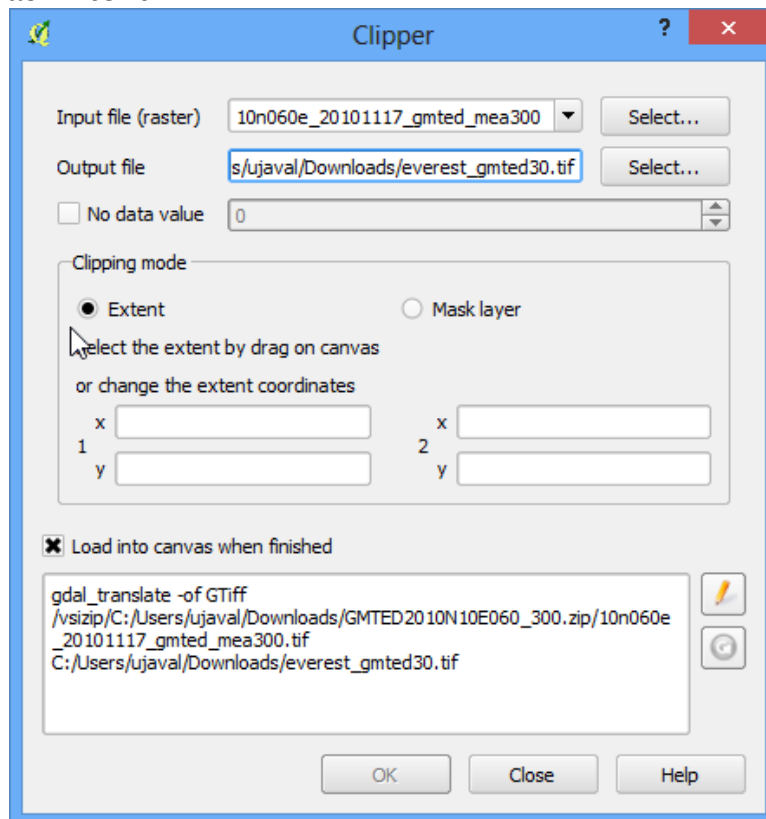 Clipper
?
×
Input file (raster) 10n060e_20101117_gmted_mea300 Select...
Output file s/ujaval/Downloads/everest_gmted30.tif Select...
No data value 0
Clipping mode
Extent Mask layer
elect the extent by drag on canvas
or change the extent coordinates
x x
1 2
y y
Load into canvas when finished
gdal_translate -of GTiff
/vsizip/C:/Users/ujaval/Downloads/GMTED2010N10E060_300.zip/10n060e
_20101117_gmted_mea300.tif
C:/Users/ujaval/Downloads/everest_gmted30.tif
OK Close Help